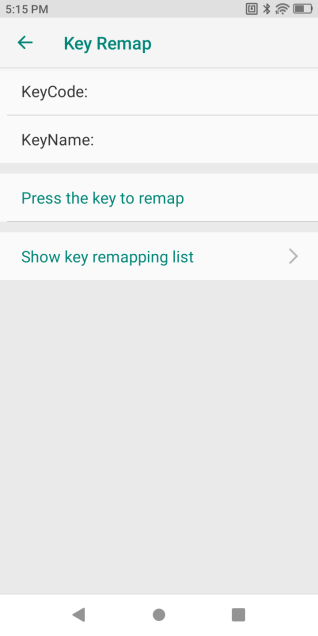 5:15 PM
Key Remap
KeyCode:
KeyName:
Press the key to remap
Show key remapping list